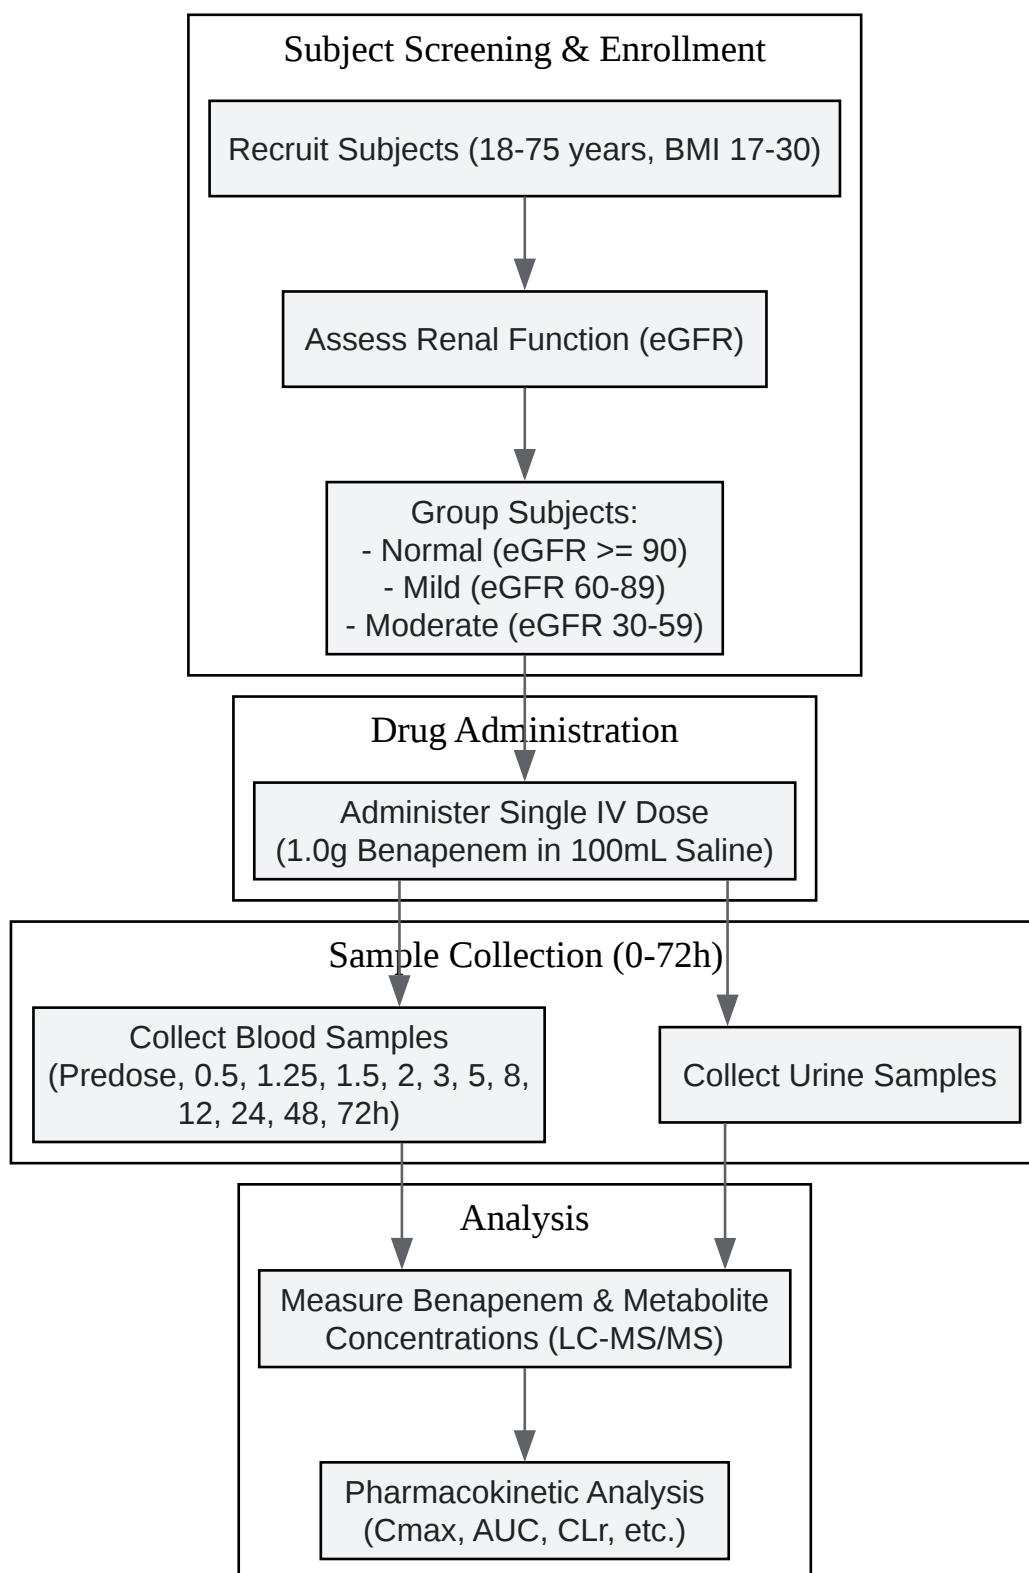 Subject Screening & Enrollment
Recruit Subjects (18-75 years, BMI 17-30)
Assess Renal Function (eGFR)
Group Subjects:
- Normal (eGFR >= 90)
- Mild (eGFR 60-89)
- Moderate (eGFR 30-59)
Drug Administration
Administer Single IV Dose
(1.0g Benapenem in 100mL Saline)
Sample Collection (0-72h)
Collect Blood Samples
(Predose, 0.5, 1.25, 1.5, 2, 3, 5, 8,
12, 24, 48, 72h)
Collect Urine Samples
Analysis
Measure Benapenem & Metabolite
Concentrations (LC-MS/MS)
Pharmacokinetic Analysis
(Cmax, AUC, CLr, etc.)